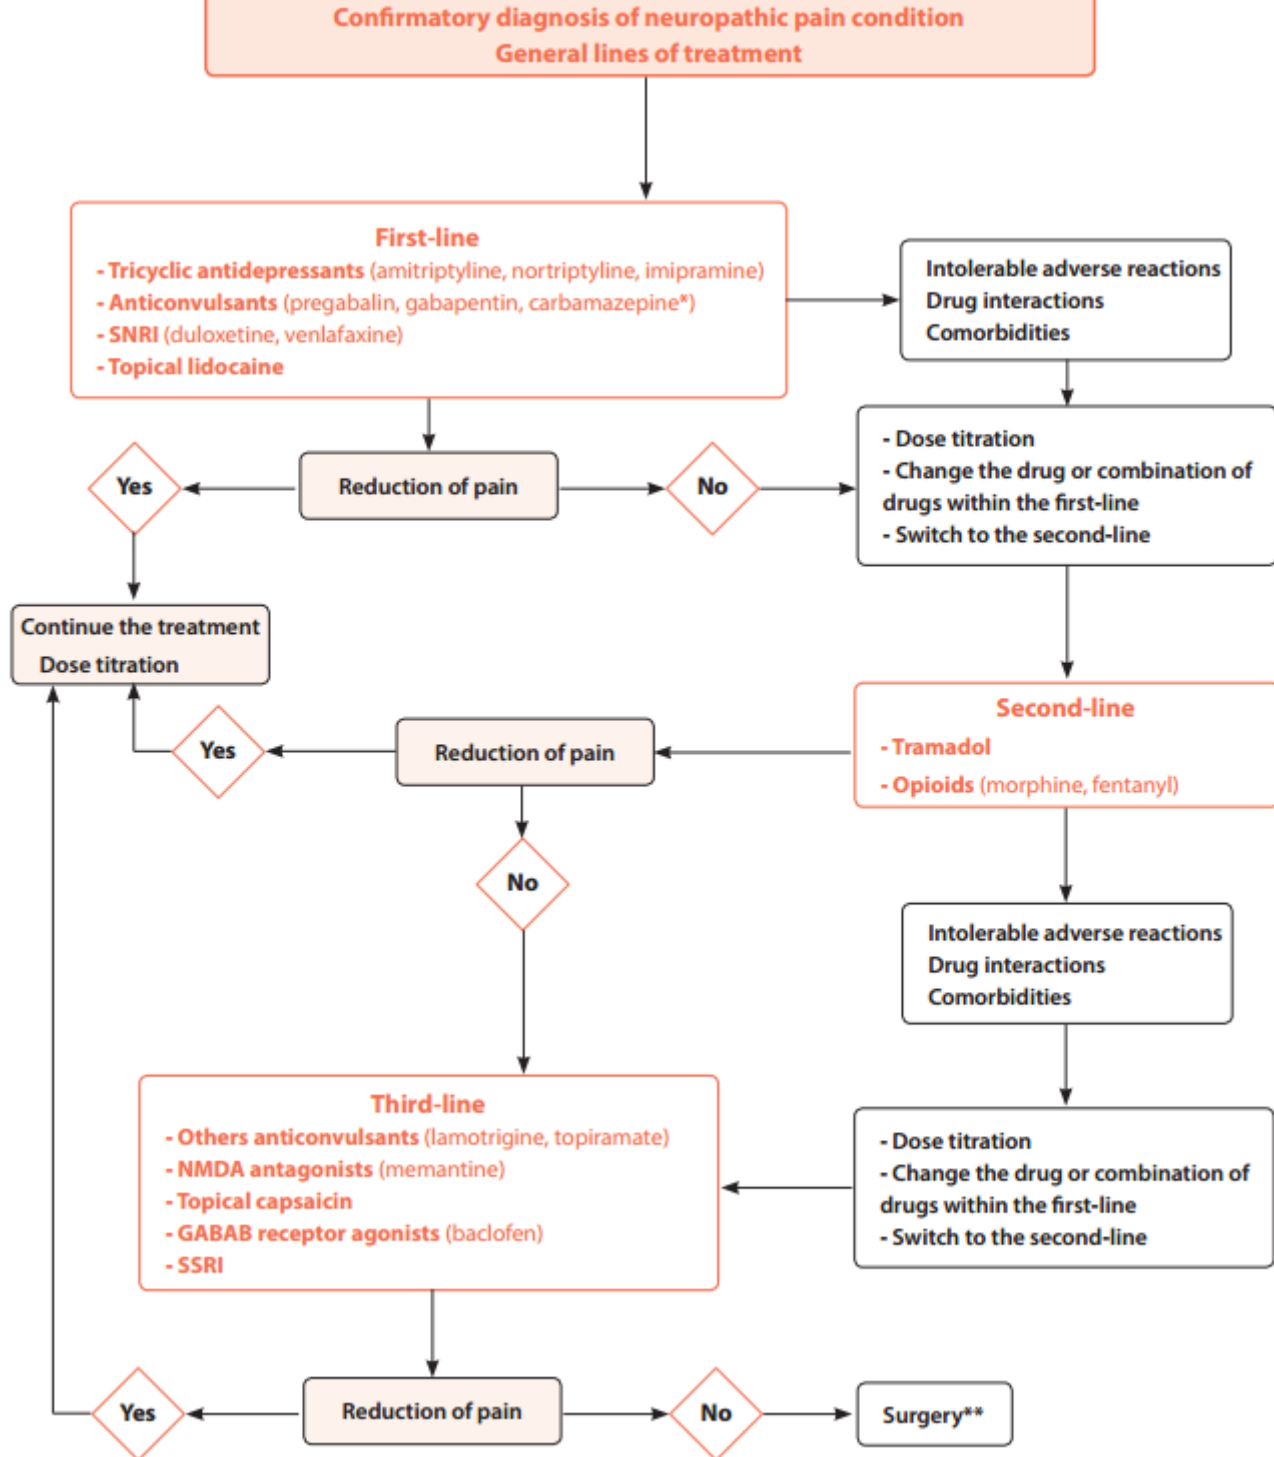 Confirmatory diagnosis of neuropathic pain condition
General lines of treatment
First-line
- Tricyclic antidepressants (amitriptyline, nortriptyline, imipramine)
- Anticonvulsants (pregabalin, gabapentin, carbamazepine*)
- SNRI (duloxetine, venlafaxine)
- Topical lidocaine
Intolerable adverse reactions
Drug interactions
Comorbidities
Yes
Reduction of pain
No
- Dose titration
- Change the drug or combination of
drugs within the first-line
- Switch to the second-line
Continue the treatment
Dose titration
Second-line
- Tramadol
- Opioids (morphine, fentanyl)
Yes
Reduction of pain
No
Intolerable adverse reactions
Drug interactions
Comorbidities
Third-line
- Others anticonvulsants (lamotrigine, topiramate)
- NMDA antagonists (memantine)
- Topical capsaicin
- GABAB receptor agonists (baclofen)
- SSRI
- Dose titration
- Change the drug or combination of
drugs within the first-line
- Switch to the second-line
Yes
Reduction of pain
No
Surgery**